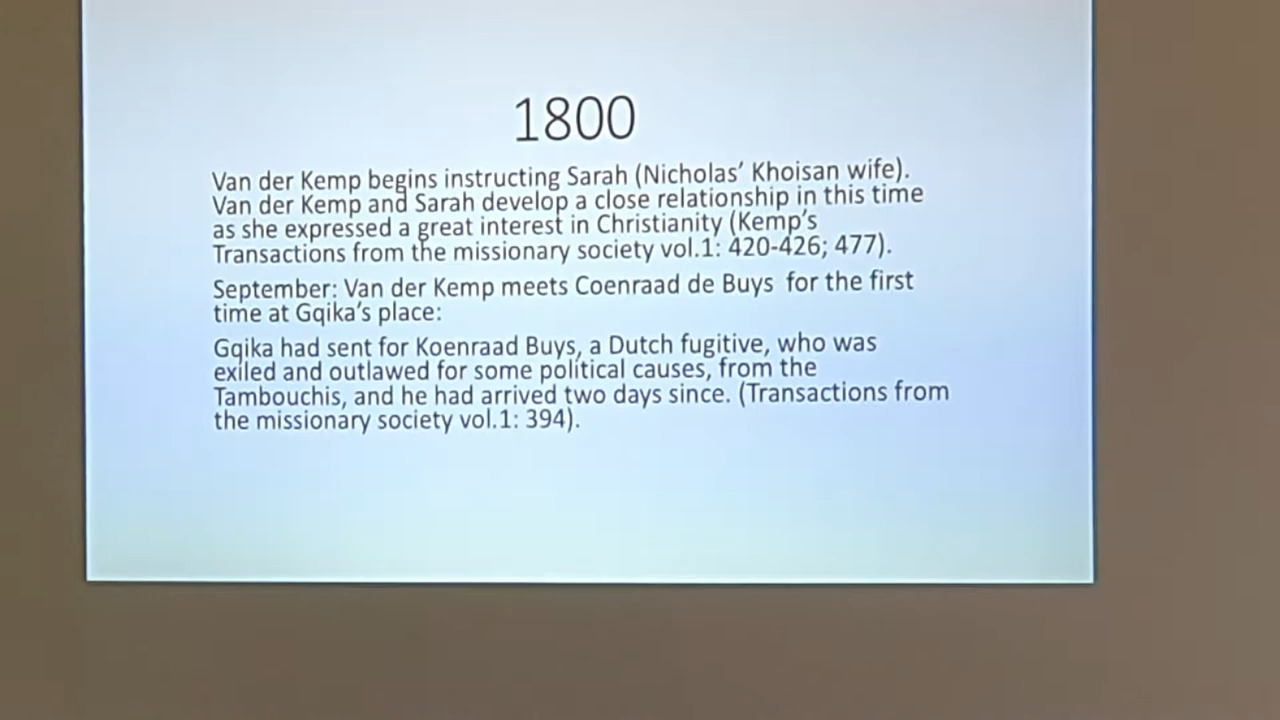 1800
Van der Kemp begins instructing Sarah (Nicholas’ Khoisan wife).
Van der Kemp and Sarah develop a close relationship in this time
as she expressed a great interest in Christianity (Kemp’s
Transactions from the missionary society vol.1: 420-426; 477).
September: Van der Kemp meets Coenraad de Buys  for the first
time at Gqika’s place:
Gqika had sent for Koenraad Buys, a Dutch fugitive, who was
exiled and outlawed for some political causes, from the
Tambouchis, and he had arrived two days since. (Transactions from
the missionary society vol.1: 394).